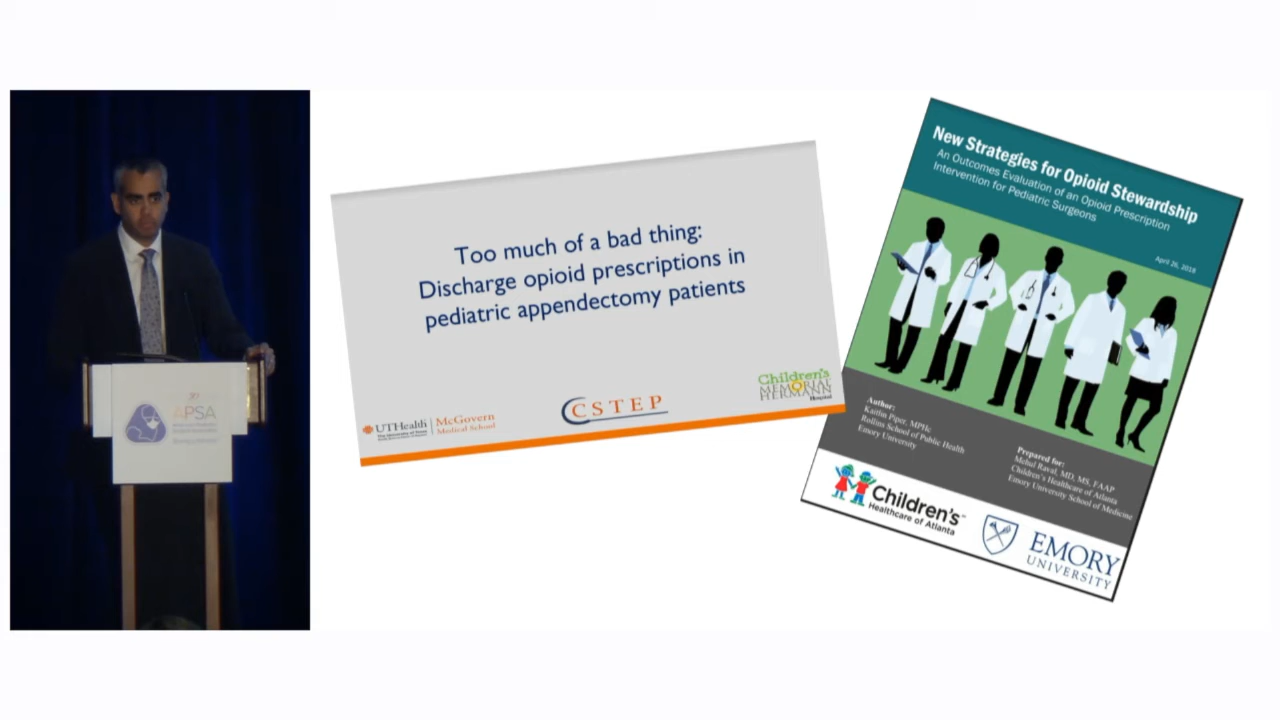 APSA
Too much of a bad thing:
Discharge opioid prescriptions in
pediatric appendectomy patients
UTHealth
McGovern
Medical School
CSTEP
Children's
MEMORIAL
HERMANN
Hospital
New Strategies for Opioid Stewardship
An Outcomes Evaluation of an Opioid Prescription
Intervention for Pediatric Surgeons
April 26, 2018
Author:
Kaitlin Piper, MPHc
Rollins School of Public Health
Emory University
Prepared for:
Mehul Raval, MD, MS, FAAP
Children's Healthcare of Atlanta
Emory University School of Medicine
Children's
Healthcare of Atlanta
EMORY
UNIVERSITY